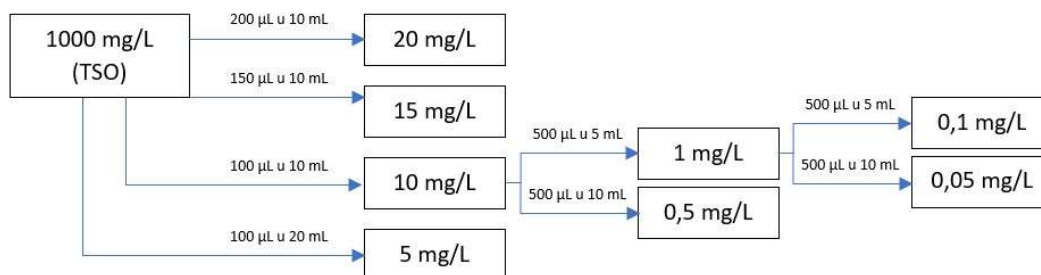 1000 mg/L
(TSO)
200 µL u 10 mL
20 mg/L
150 µL u 10 mL
15 mg/L
100 µL u 10 mL
10 mg/L
100 µL u 20 mL
5 mg/L
500 µL u 5 mL
1 mg/L
500 µL u 10 mL
0,5 mg/L
500 µL u 5 mL
0,1 mg/L
500 µL u 10 mL
0,05 mg/L